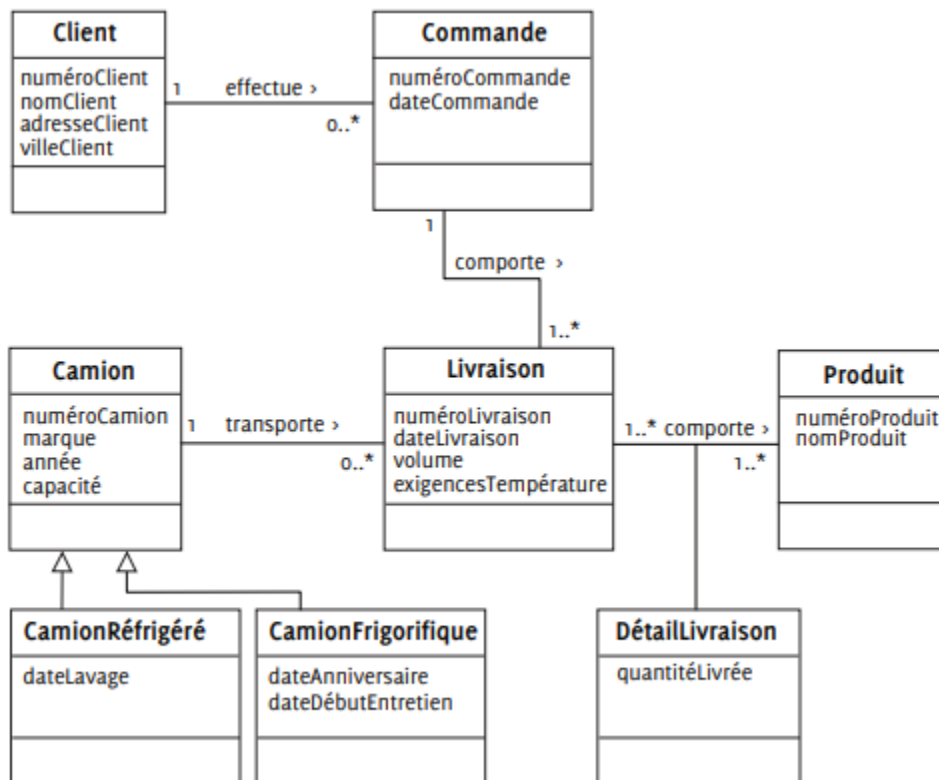 Client
numéroClient
nomClient
adresseClient
villeClient
1 effectue ›
0..*
Commande
numéroCommande
dateCommande
1
comporte ›
1..*
Camion
numéroCamion
marque
année
capacité
1 transporte ›
0..*
Livraison
numéroLivraison
dateLivraison
volume
exigencesTempérature
1..* comporte ›
1..*
Produit
numéroProduit
nomProduit
CamionRéfrigéré
dateLavage
CamionFrigorifique
dateAnniversaire
dateDébutEntretien
DétailLivraison
quantitéLivrée